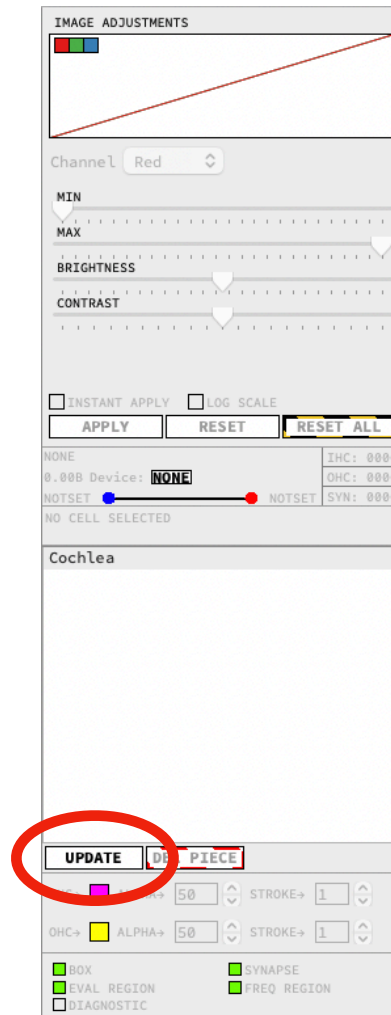 IMAGE ADJUSTMENTS
Channel Red
MIN
MAX
BRIGHTNESS
CONTRAST
INSTANT APPLY LOG SCALE
APPLY RESET RESET ALL
NONE IHC: 000
0.00B Device: NONE OHC: 000
NOTSET NOTSET SYN: 000
NO CELL SELECTED
Cochlea
UPDATE DEL PIECE
ALPHA→ 50 STROKE→ 1
OHC→ ALPHA→ 50 STROKE→ 1
BOX SYNAPSE
EVAL REGION FREQ REGION
DIAGNOSTIC